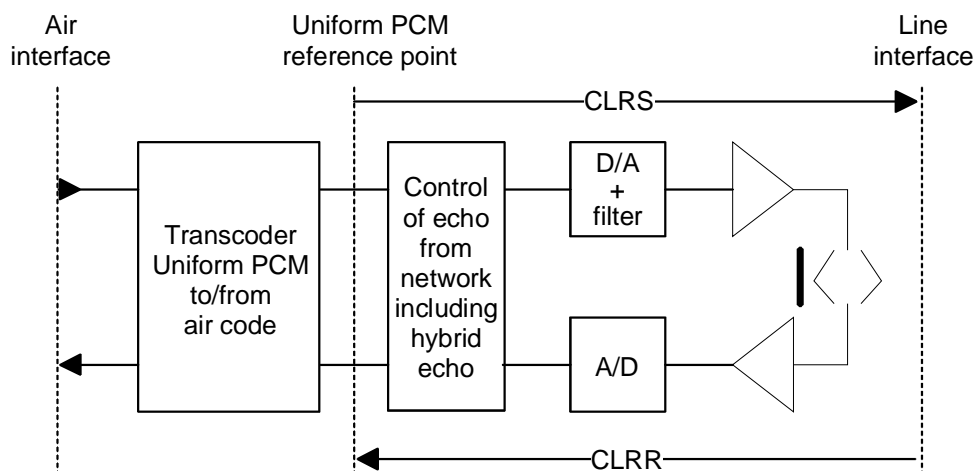 Air
interface
Uniform PCM
reference point
Line
interface
CLRS
Transcoder
Uniform PCM
to/from
air code
Control
of echo
from
network
including
hybrid
echo
D/A
+
filter
A/D
CLRR